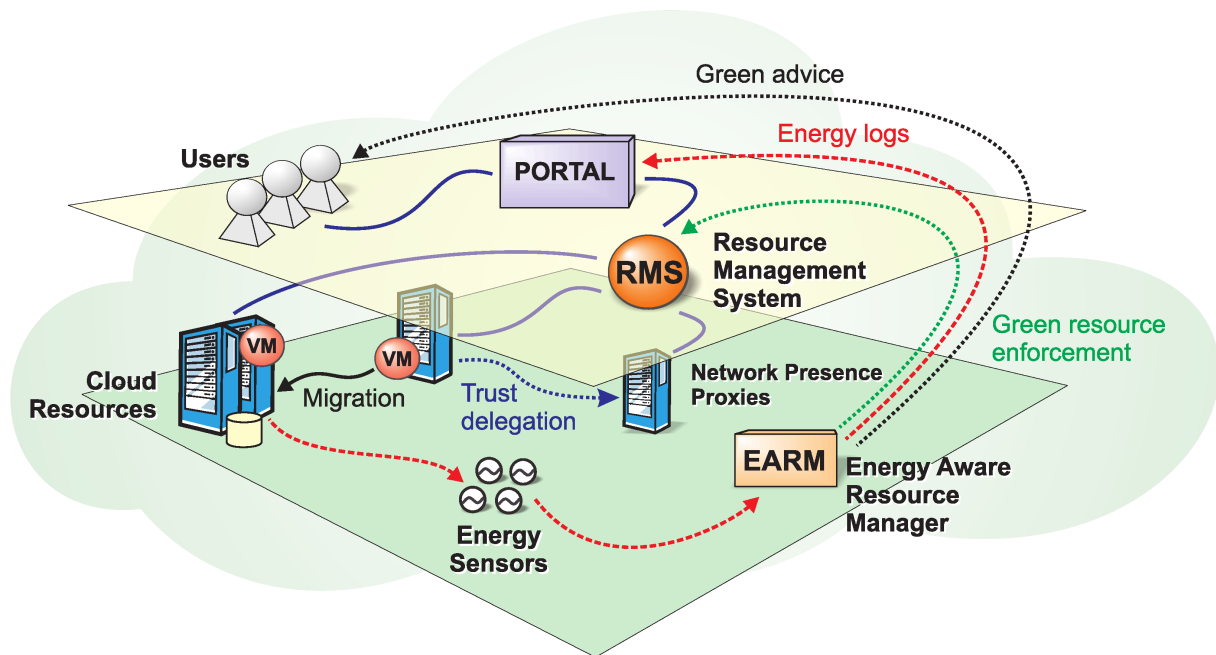 Green advice
Energy logs
Users
PORTAL
RMS
Resource
Management
System
VM
VM
Green resource
enforcement
Cloud
Resources
Migration
Trust
delegation
Network Presence
Proxies
EARM
Energy Aware
Resource
Manager
Energy
Sensors